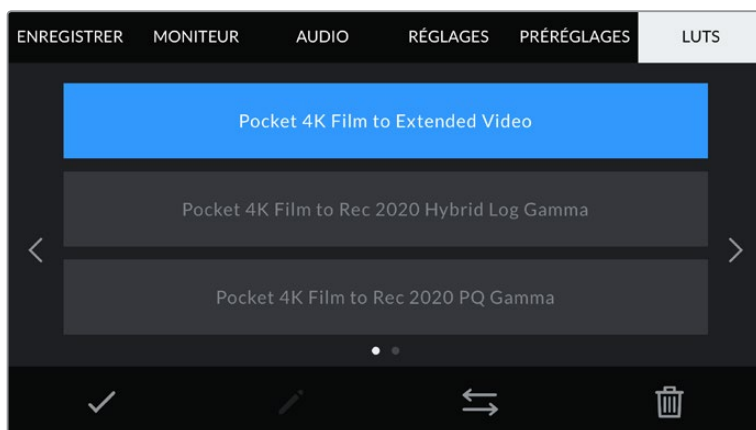 ENREGISTRER MONITEUR AUDIO RÉGLAGES PRÉRÉGLAGES LUTS
Pocket 4K Film to Extended Video
Pocket 4K Film to Rec 2020 Hybrid Log Gamma
Pocket 4K Film to Rec 2020 PQ Gamma